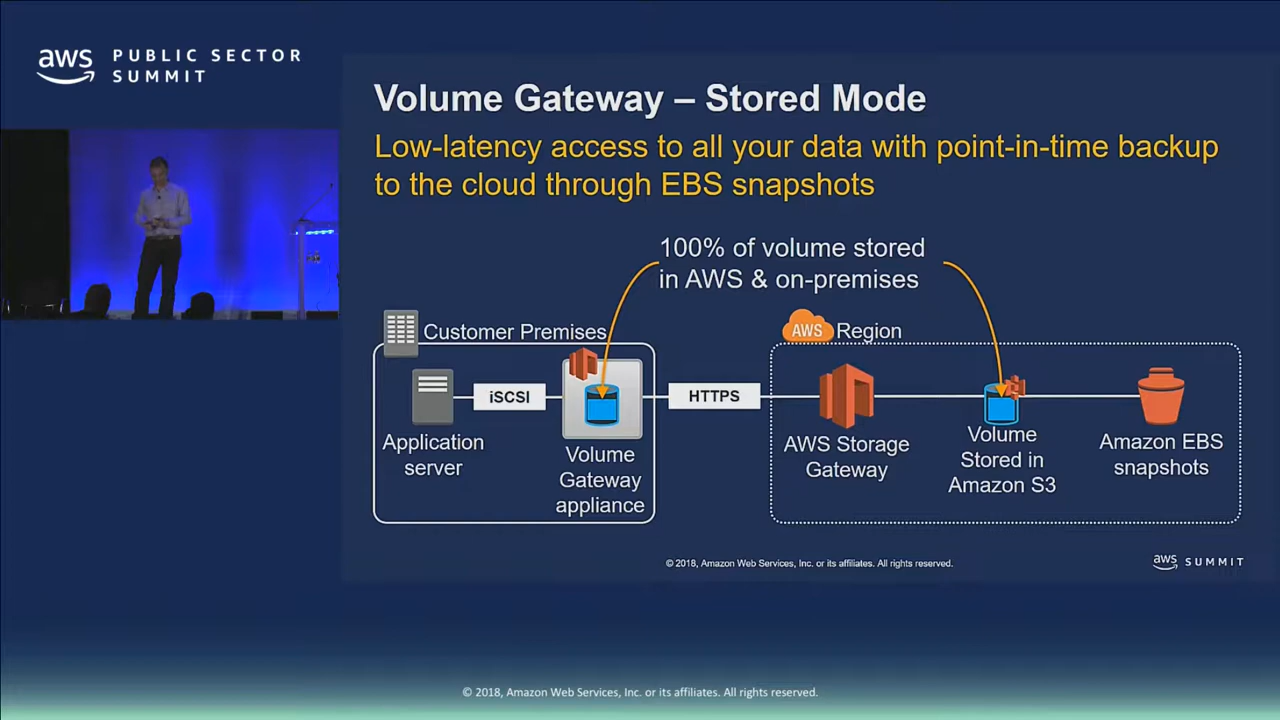 aws PUBLIC SECTOR
SUMMIT
Volume Gateway – Stored Mode
Low-latency access to all your data with point-in-time backup
to the cloud through EBS snapshots
100% of volume stored
in AWS & on-premises
Customer Premises
AWS Region
iSCSI
HTTPS
Application
server
Volume
Gateway
appliance
AWS Storage
Gateway
Volume
Stored in
Amazon S3
Amazon EBS
snapshots
© 2018, Amazon Web Services, Inc. or its affiliates. All rights reserved.
aws SUMMIT
© 2018, Amazon Web Services, Inc. or its affiliates. All rights reserved.